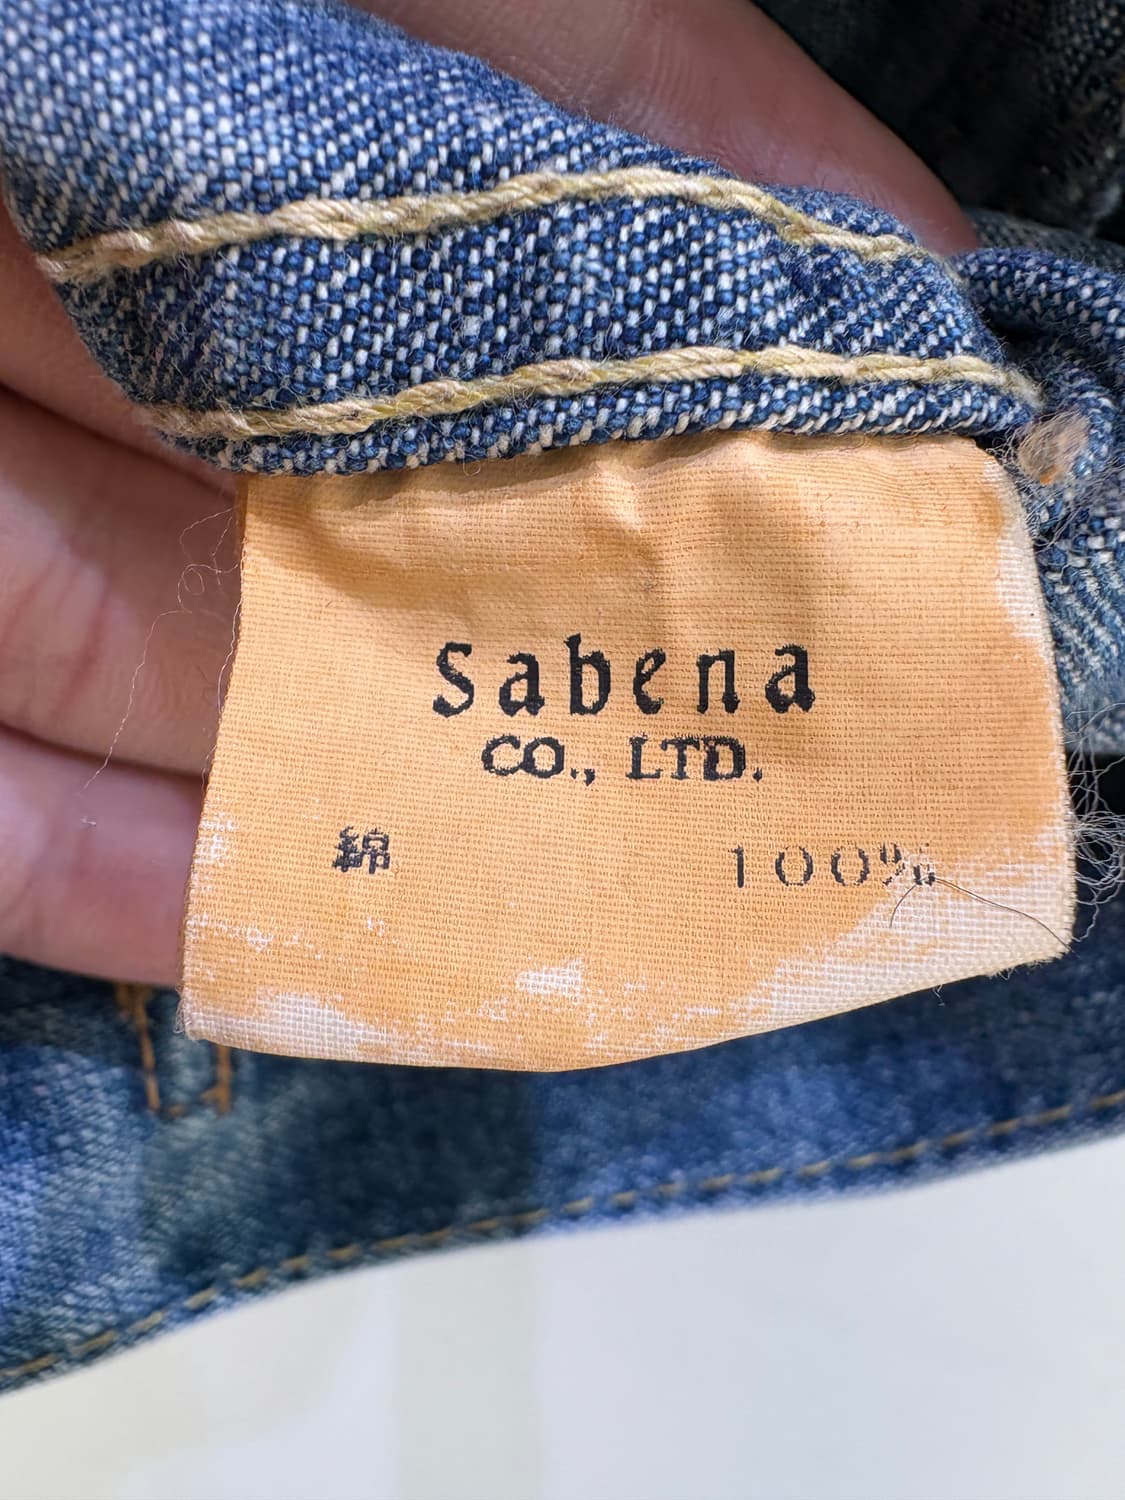 Sabena
CO., LTD.
綿 100%